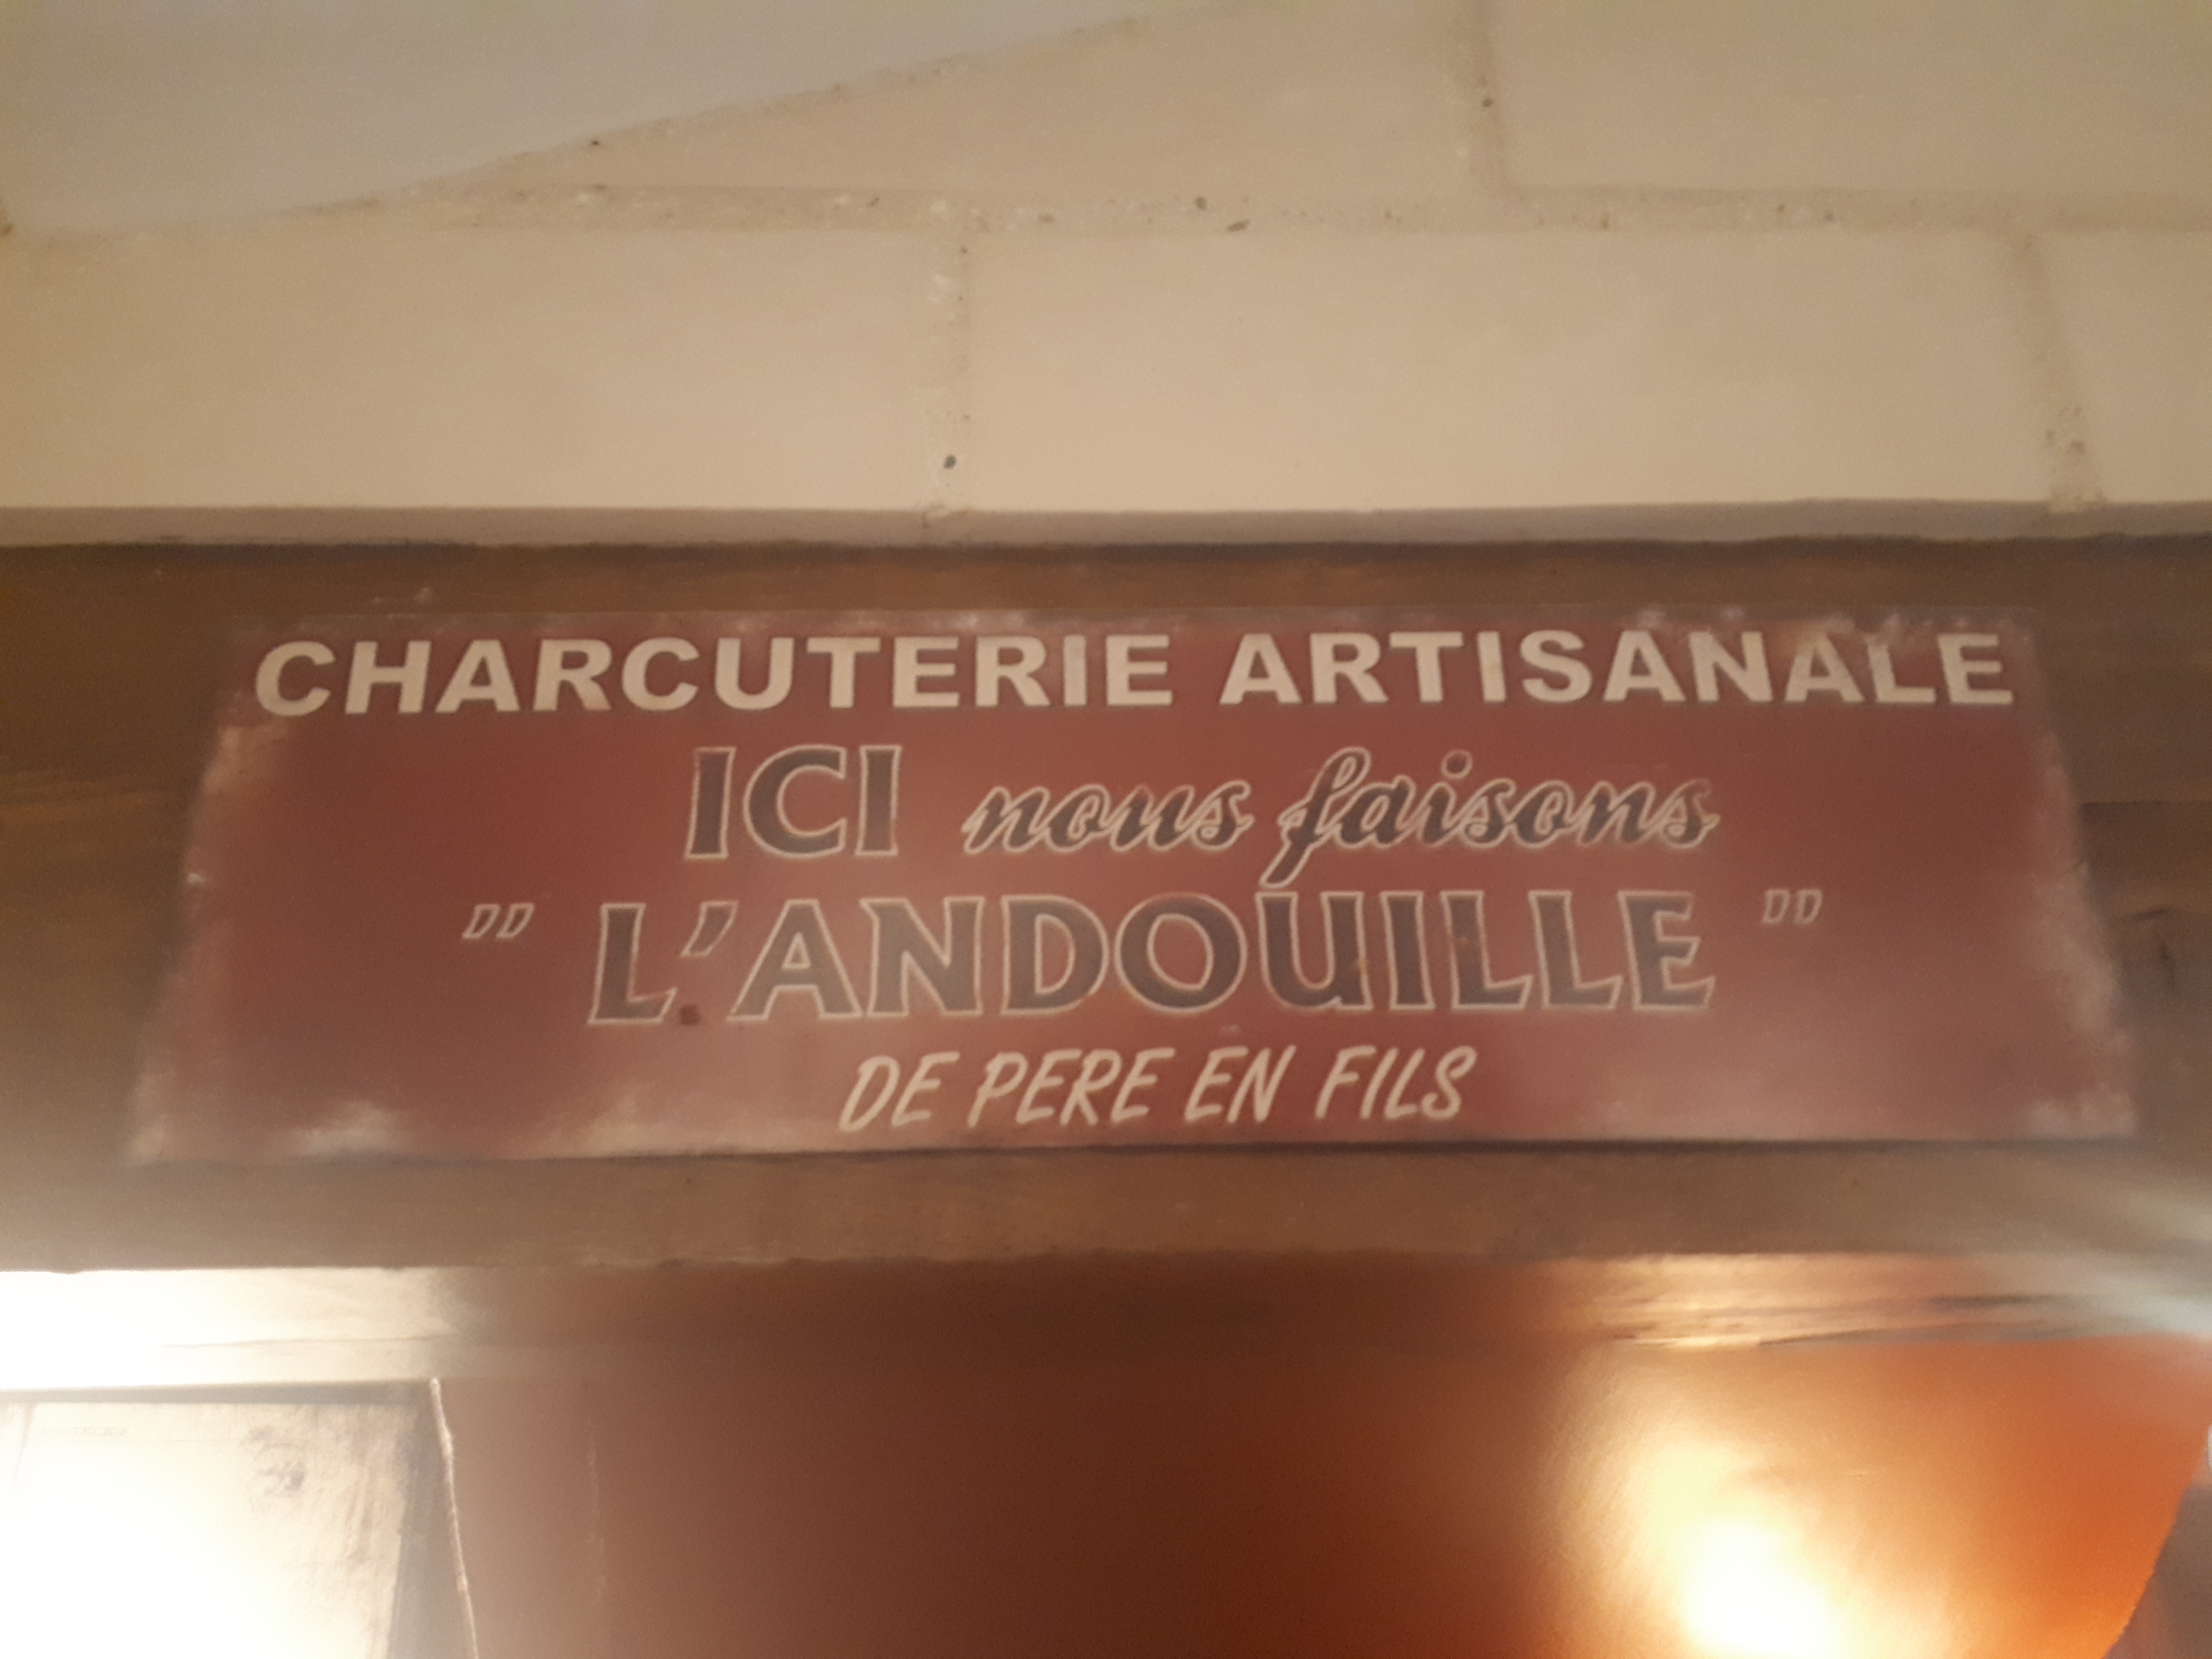 CHARCUTERIE ARTISANALE
ICI nous faisons
" L'ANDOUILLE "
DE PERE EN FILS